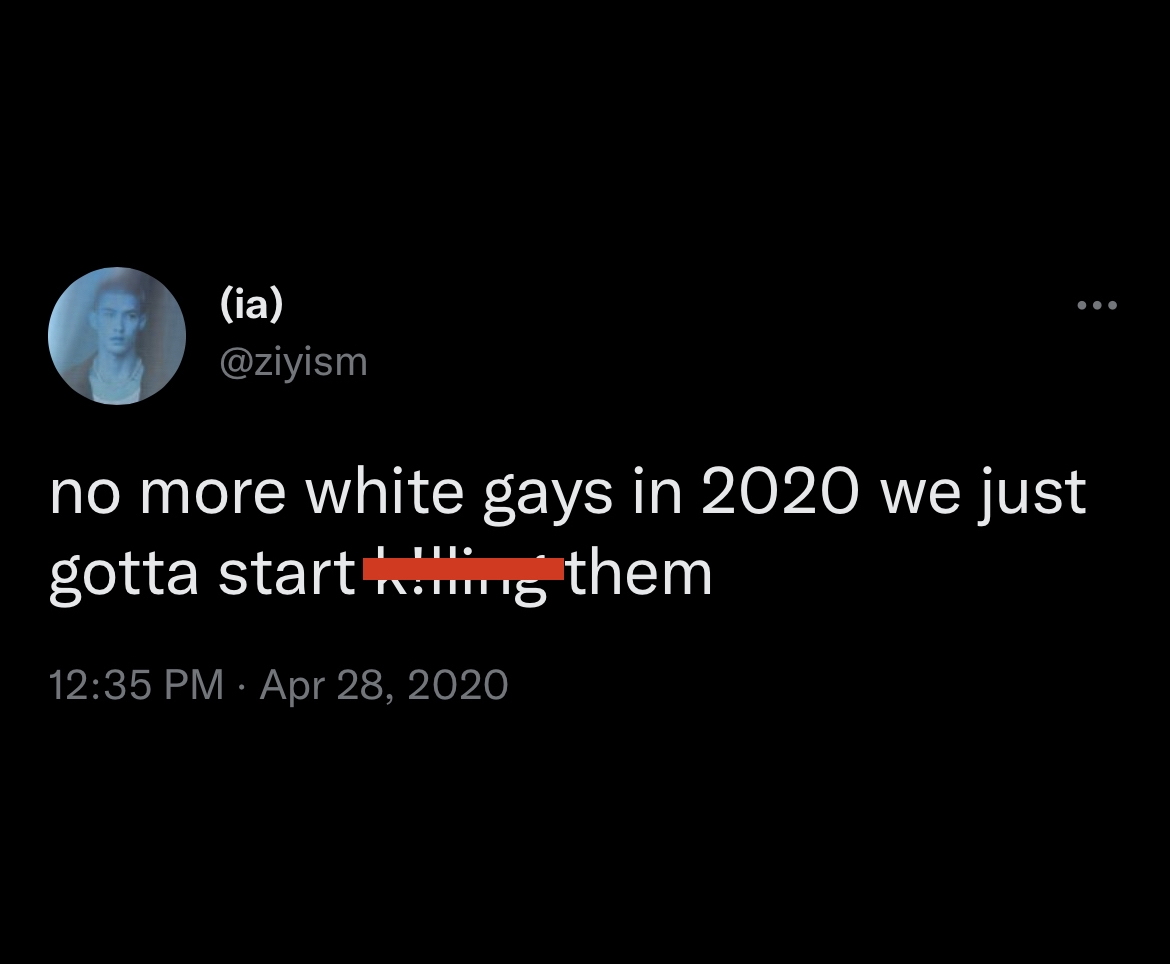 (ia)
@ziyism
no more white gays in 2020 we just
gotta start k!lling them
12:35 PM · Apr 28, 2020